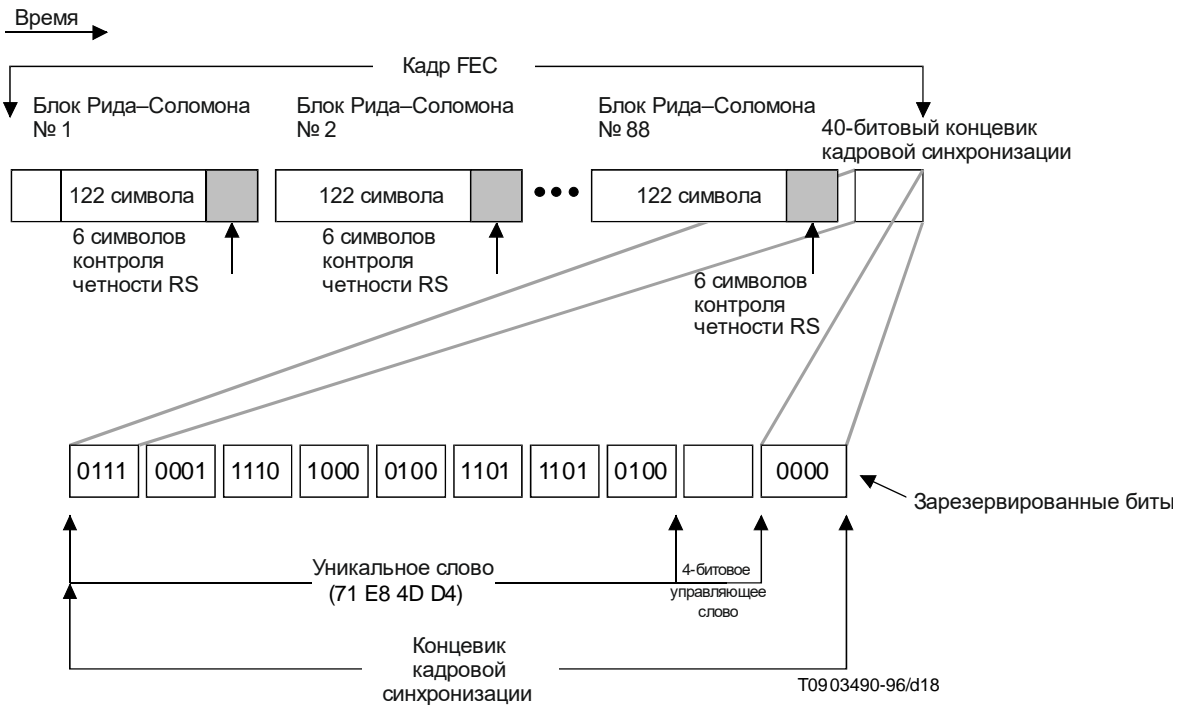 Время
Кадр FEC
Блок Рида–Соломона
№ 1
Блок Рида–Соломона
№ 2
Блок Рида–Соломона
№ 88
40-битовый концевик
кадровой синхронизации
122 символа
122 символа
122 символа
6 символов
контроля
четности RS
6 символов
контроля
четности RS
6 символов
контроля
четности RS
0111 0001 1110 1000 0100 1101 1101 0100 0000
Зарезервированные биты
Уникальное слово
(71 E8 4D D4)
4-битовое
управляющее
слово
Концевик
кадровой
синхронизации
T0903490-96/d18